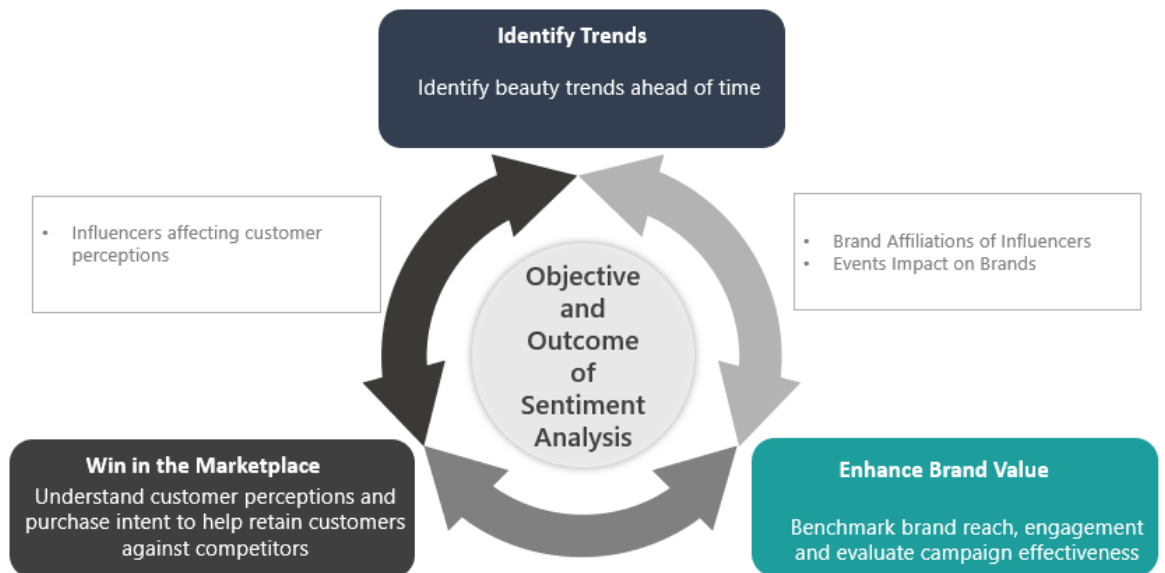 Identify Trends
Identify beauty trends ahead of time
• Influencers affecting customer
perceptions
• Brand Affiliations of Influencers
• Events Impact on Brands
Objective
and
Outcome
of
Sentiment
Analysis
Win in the Marketplace
Understand customer perceptions and
purchase intent to help retain customers
against competitors
Enhance Brand Value
Benchmark brand reach, engagement
and evaluate campaign effectiveness